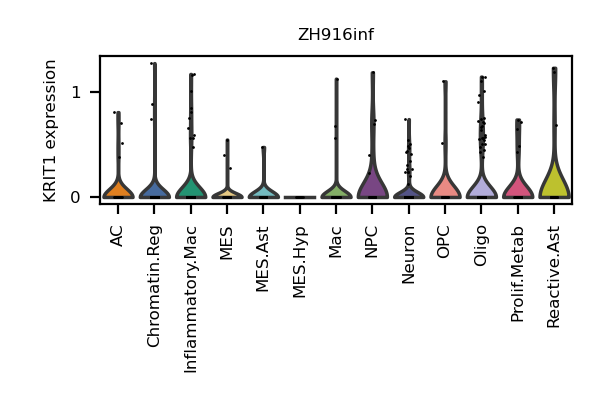 ZH916inf
KRIT1 expression
1
0
AC
Chromatin.Reg
Inflammatory.Mac
MES
MES.Ast
MES.Hyp
Mac
NPC
Neuron
OPC
Oligo
Prolif.Metab
Reactive.Ast